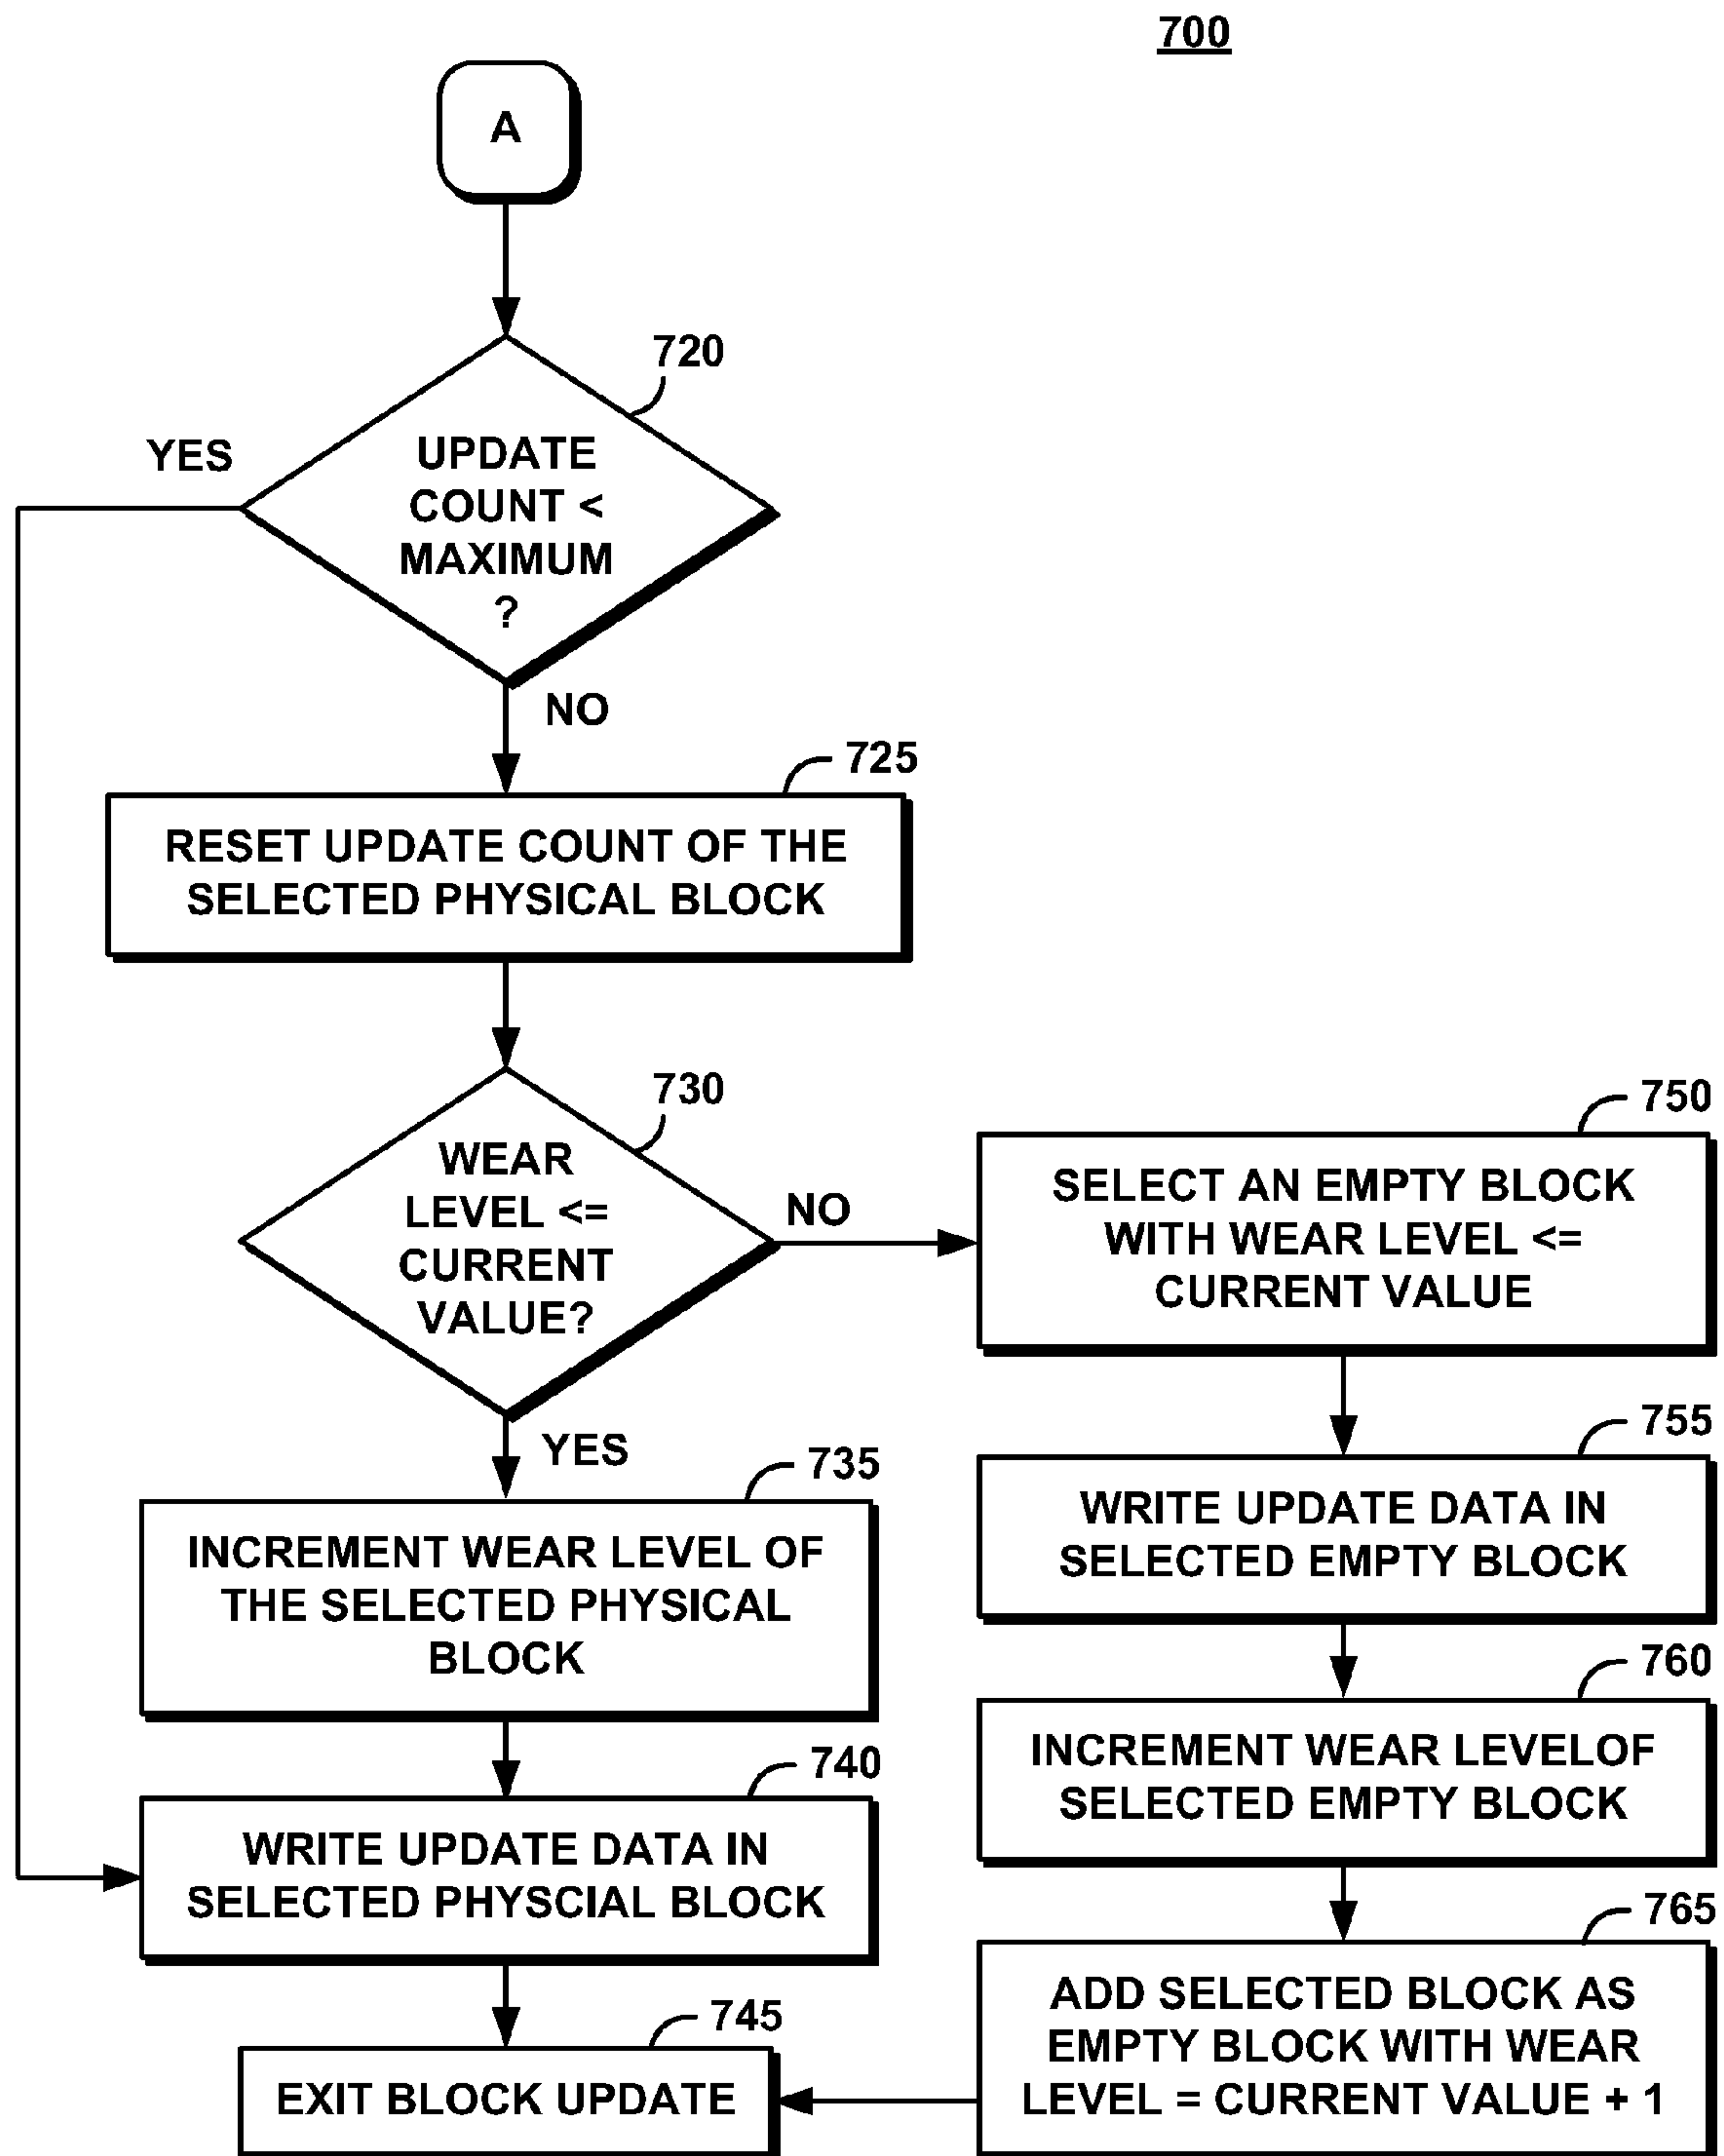 700
A
720
YES
UPDATE
COUNT <
MAXIMUM
?
NO
725
RESET UPDATE COUNT OF THE
SELECTED PHYSICAL BLOCK
730
WEAR
LEVEL <=
CURRENT
VALUE?
NO
YES
735
INCREMENT WEAR LEVEL OF
THE SELECTED PHYSICAL
BLOCK
740
WRITE UPDATE DATA IN
SELECTED PHYSCIAL BLOCK
745
EXIT BLOCK UPDATE
750
SELECT AN EMPTY BLOCK
WITH WEAR LEVEL <=
CURRENT VALUE
755
WRITE UPDATE DATA IN
SELECTED EMPTY BLOCK
760
INCREMENT WEAR LEVELOF
SELECTED EMPTY BLOCK
765
ADD SELECTED BLOCK AS
EMPTY BLOCK WITH WEAR
LEVEL = CURRENT VALUE + 1